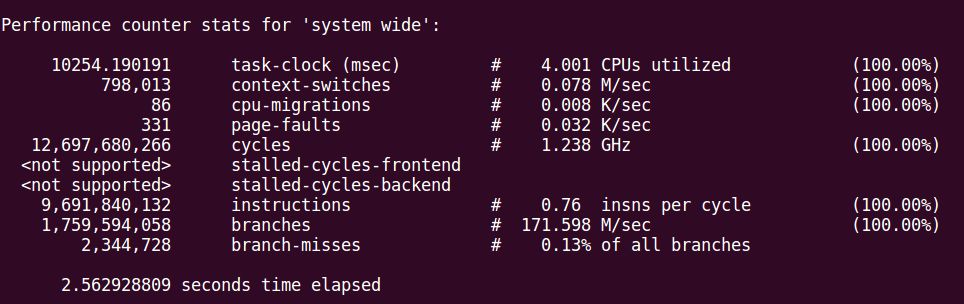 Performance counter stats for 'system wide':
10254.190191 task-clock (msec) # 4.001 CPUs utilized (100.00%)
798,013 context-switches # 0.078 M/sec (100.00%)
86 cpu-migrations # 0.008 K/sec (100.00%)
331 page-faults # 0.032 K/sec
12,697,680,266 cycles # 1.238 GHz (100.00%)
<not supported> stalled-cycles-frontend
<not supported> stalled-cycles-backend
9,691,840,132 instructions # 0.76 insns per cycle (100.00%)
1,759,594,058 branches # 171.598 M/sec (100.00%)
2,344,728 branch-misses # 0.13% of all branches
2.562928809 seconds time elapsed